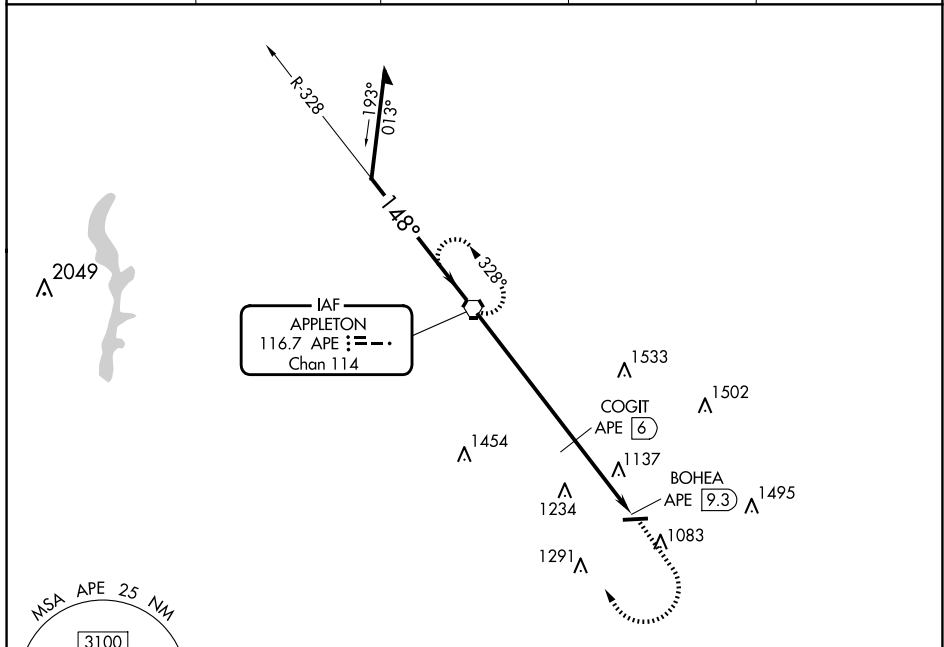 R-328
193°
013°
148°
328°
2049
IAF
APPLETON
116.7 APE
Chan 114
1533
1502
COGIT
APE 6
1454
1137
BOHEA
APE 9.3
1495
1234
1083
1291
MSA APE 25 NM
3100